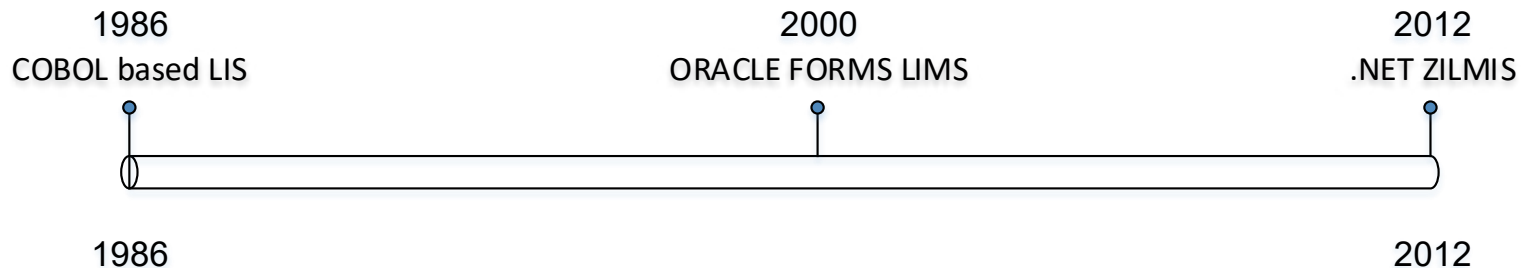 1986
COBOL based LIS
2000
ORACLE FORMS LIMS
2012
.NET ZILMIS
1986
2012